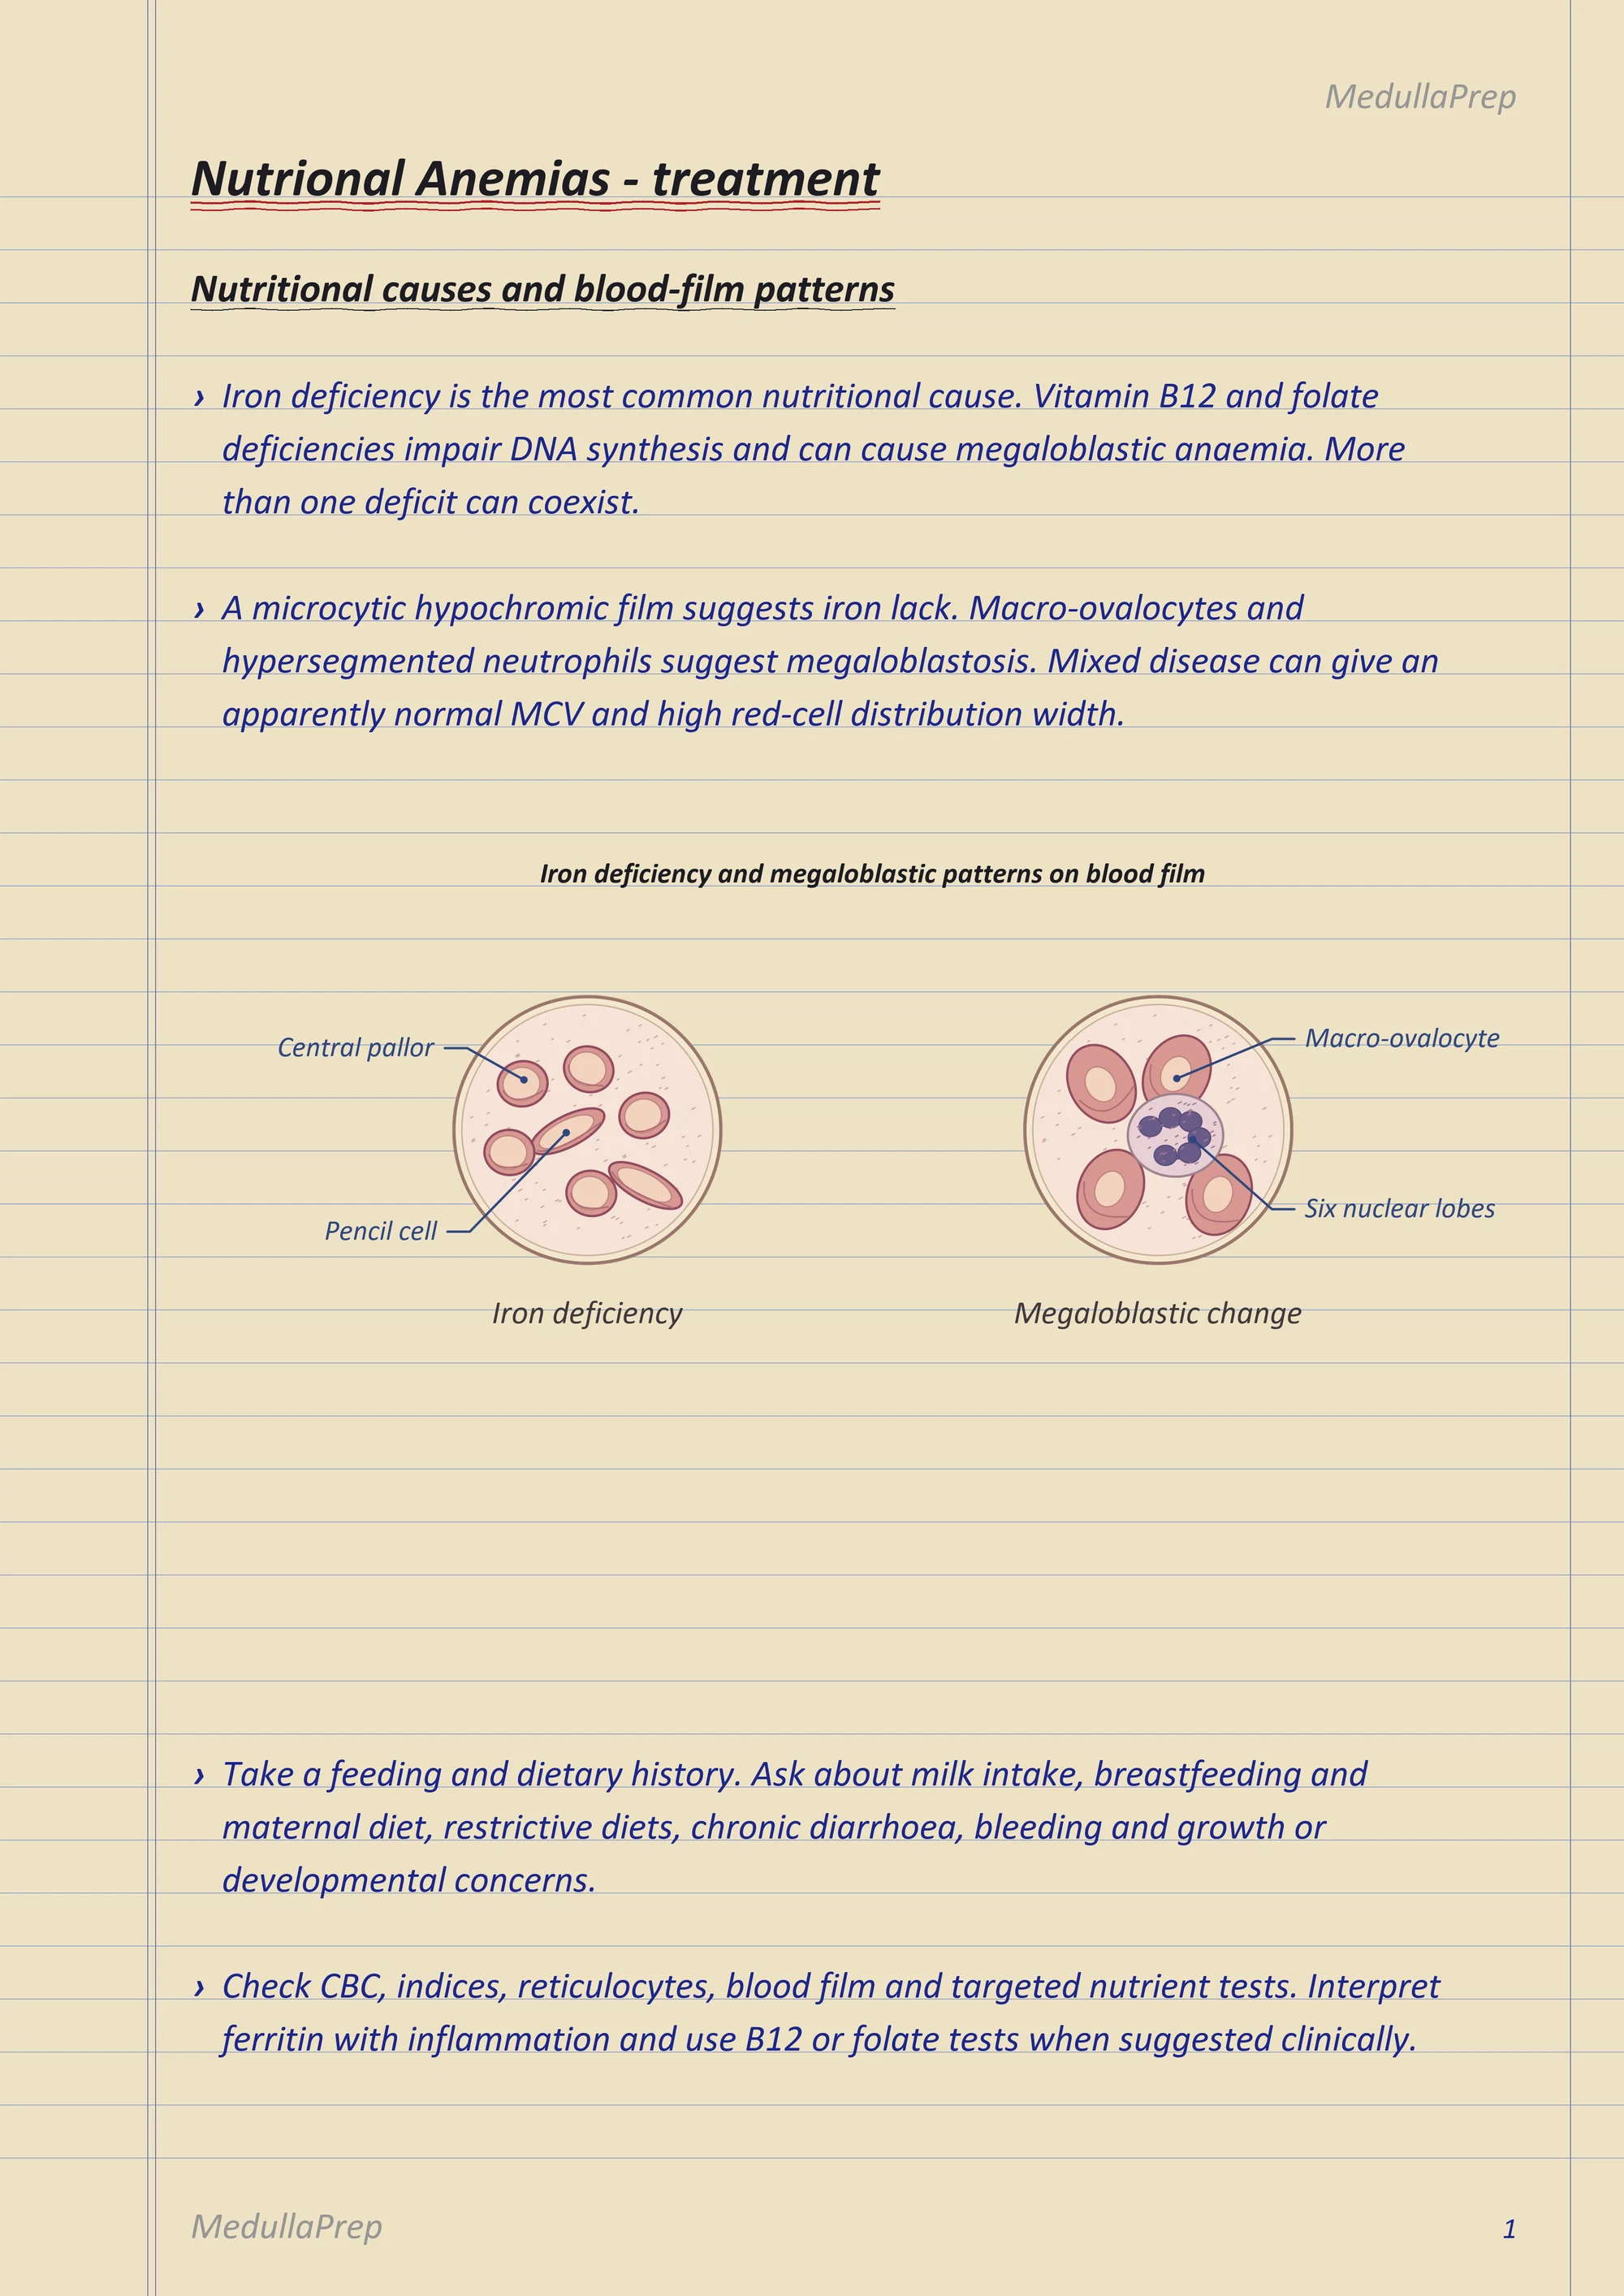 MedullaPrep
Nutrional Anemias - treatment
Nutritional causes and blood-film patterns
› Iron deficiency is the most common nutritional cause. Vitamin B12 and folate
deficiencies impair DNA synthesis and can cause megaloblastic anaemia. More
than one deficit can coexist.
› A microcytic hypochromic film suggests iron lack. Macro-ovalocytes and
hypersegmented neutrophils suggest megaloblastosis. Mixed disease can give an
apparently normal MCV and high red-cell distribution width.
Iron deficiency and megaloblastic patterns on blood film
Central pallor
Pencil cell
Iron deficiency
Macro-ovalocyte
Six nuclear lobes
Megaloblastic change
› Take a feeding and dietary history. Ask about milk intake, breastfeeding and
maternal diet, restrictive diets, chronic diarrhoea, bleeding and growth or
developmental concerns.
› Check CBC, indices, reticulocytes, blood film and targeted nutrient tests. Interpret
ferritin with inflammation and use B12 or folate tests when suggested clinically.
MedullaPrep
1